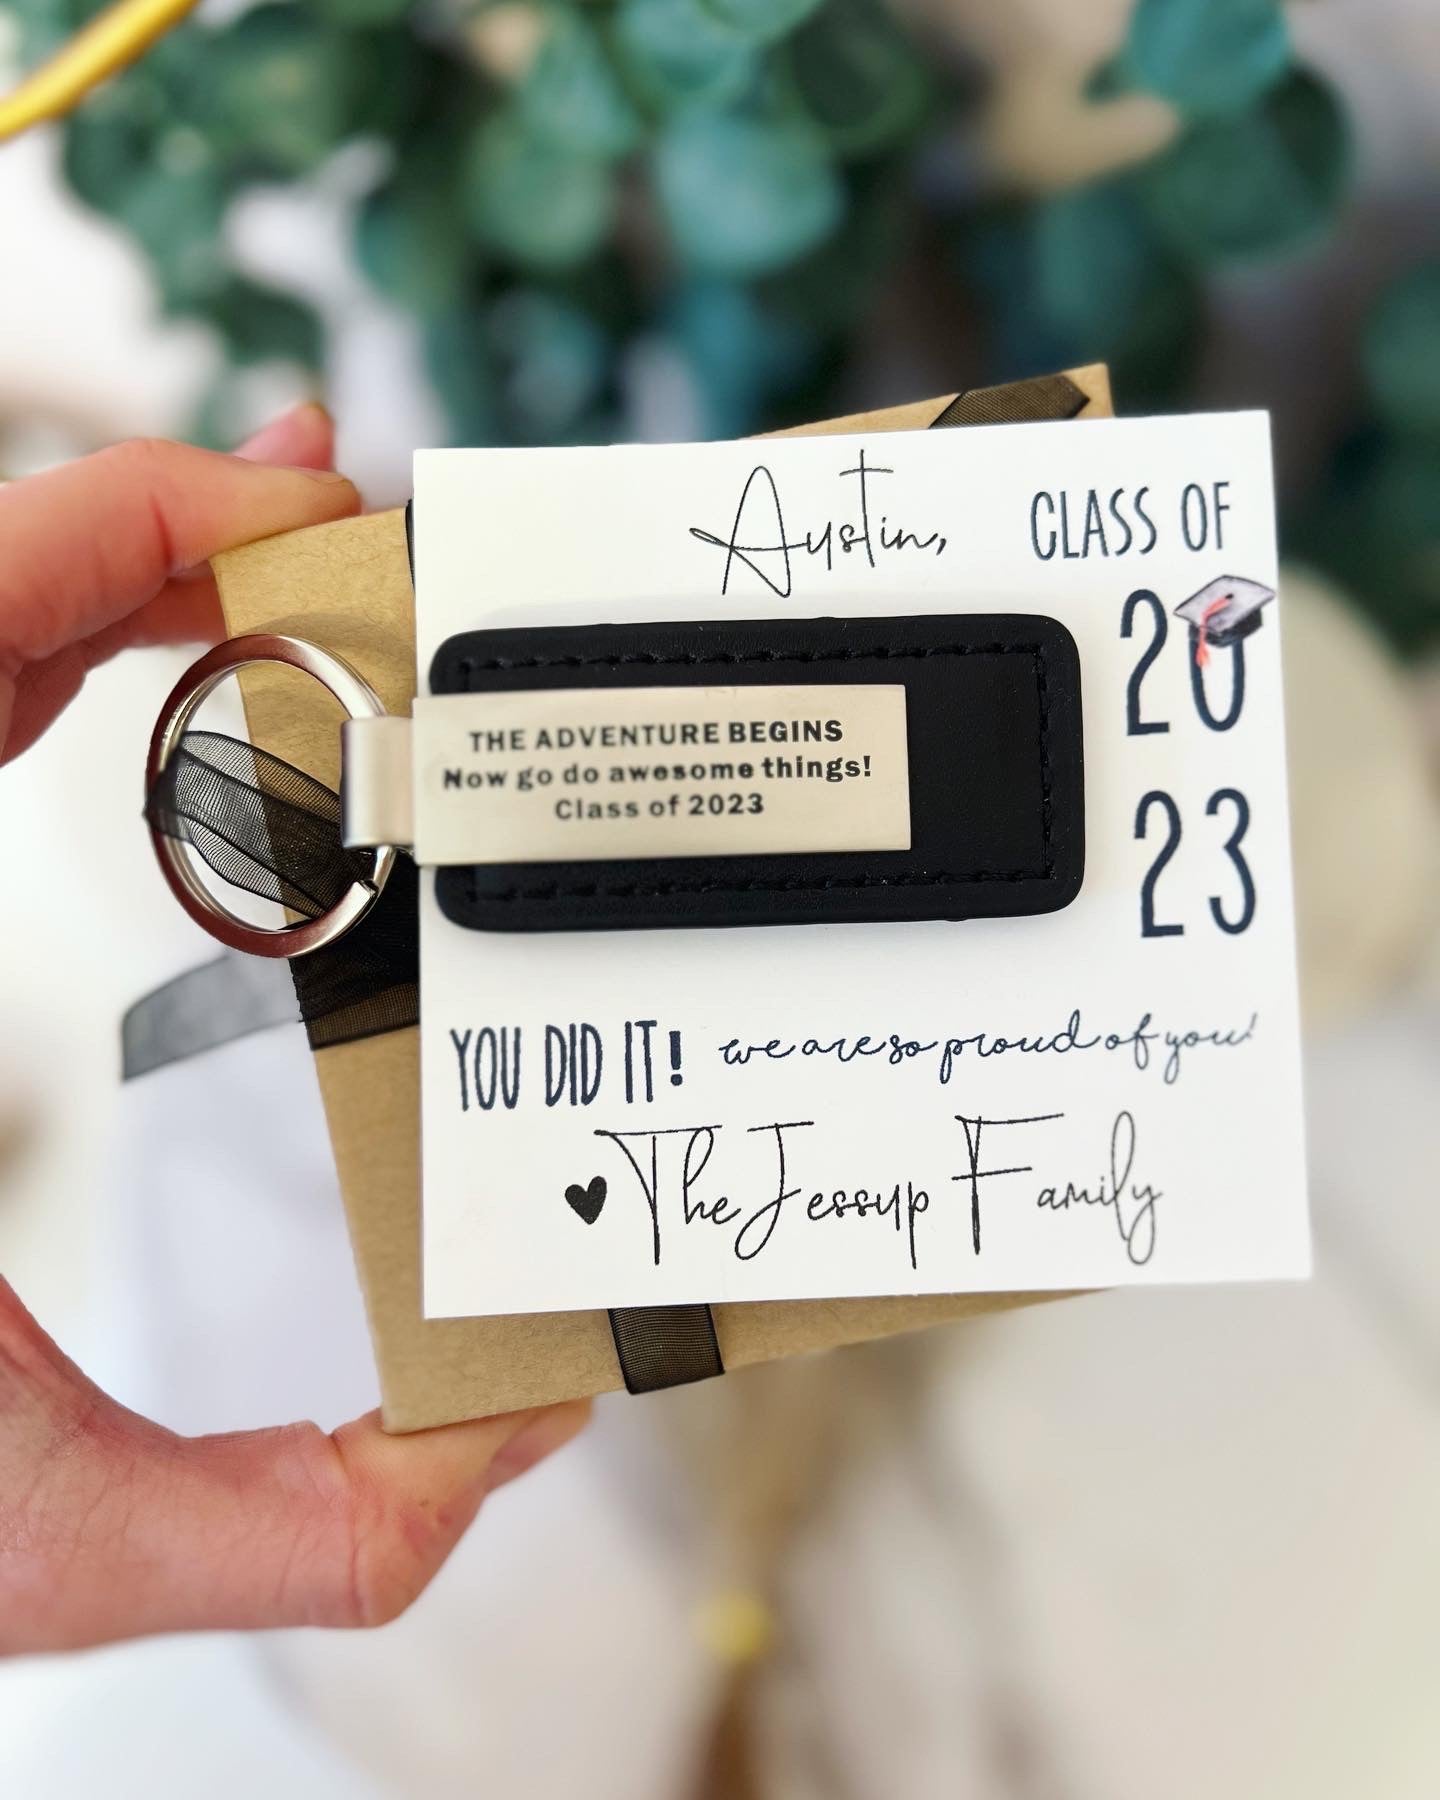 Austin,
CLASS OF
20
23
THE ADVENTURE BEGINS
Now go do awesome things!
Class of 2023
YOU DID IT! we are so proud of you!
The Jessup Family